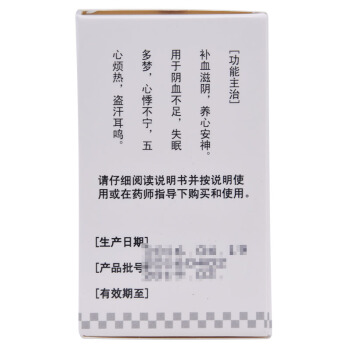 [功能主治]
补血滋阴，养心安神。
用于阴血不足，失眠
多梦，心悸不宁，五
心烦热，盗汗耳鸣。
请仔细阅读说明书并按说明使
用或在药师指导下购买和使用。
[生产日期]
[产品批号]
[有效期至]